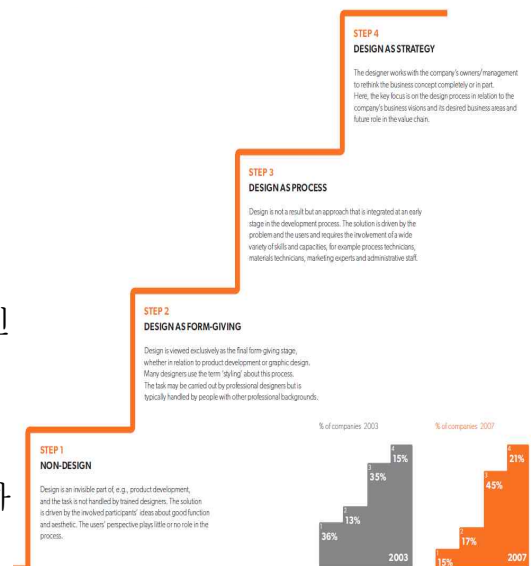 STEP 4
DESIGN AS STRATEGY
The designer works with the company's owners/management
to rethink the business concept completely or in part.
Here, the key focus is on the design process in relation to the
company's business visions and its desired business areas and
future role in the value chain.
STEP 3
DESIGN AS PROCESS
Design is not a result but an approach that is integrated at an early
stage in the development process. The solution is driven by the
problem and the users and requires the involvement of a wide
variety of skills and capacities, for example process technicians,
materials technicians, marketing experts and administrative staff.
STEP 2
DESIGN AS FORM-GIVING
Design is viewed exclusively as the final form-giving stage,
whether in relation to product development or graphic design.
Many designers use the term 'styling' about this process.
The task may be carried out by professional designers but is
typically handled by people with other professional backgrounds.
STEP 1
NON-DESIGN
Design is an invisible part of, e.g., product development,
and the task is not handled by trained designers. The solution
is driven by the involved participants' ideas about good function
and aesthetic. The users' perspective plays little or no role in the
process.
% of companies 2003
4
15%
3
35%
2
13%
1
36%
2003
% of companies 2007
4
21%
3
45%
2
17%
1
15%
2007